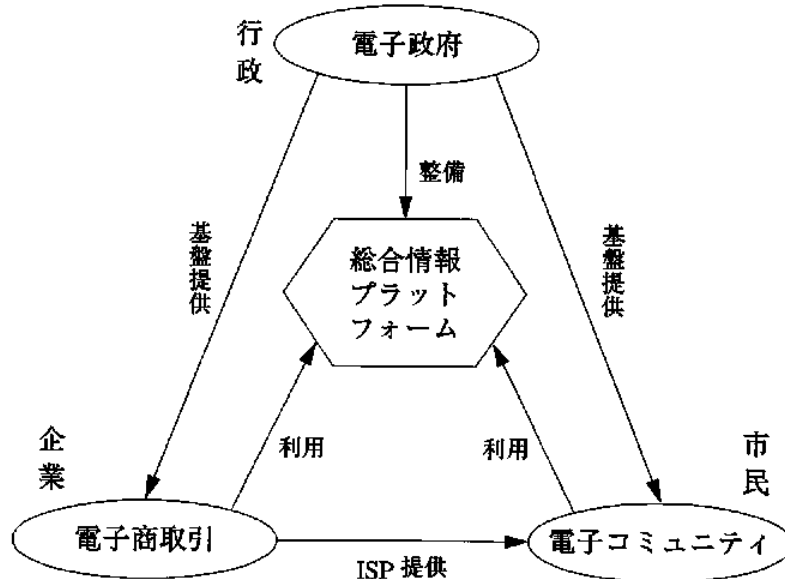 行政
電子政府
整備
基盤提供
基盤提供
総合情報
プラット
フォーム
企業
利用
利用
市民
電子商取引
電子コミュニティ
ISP 提供